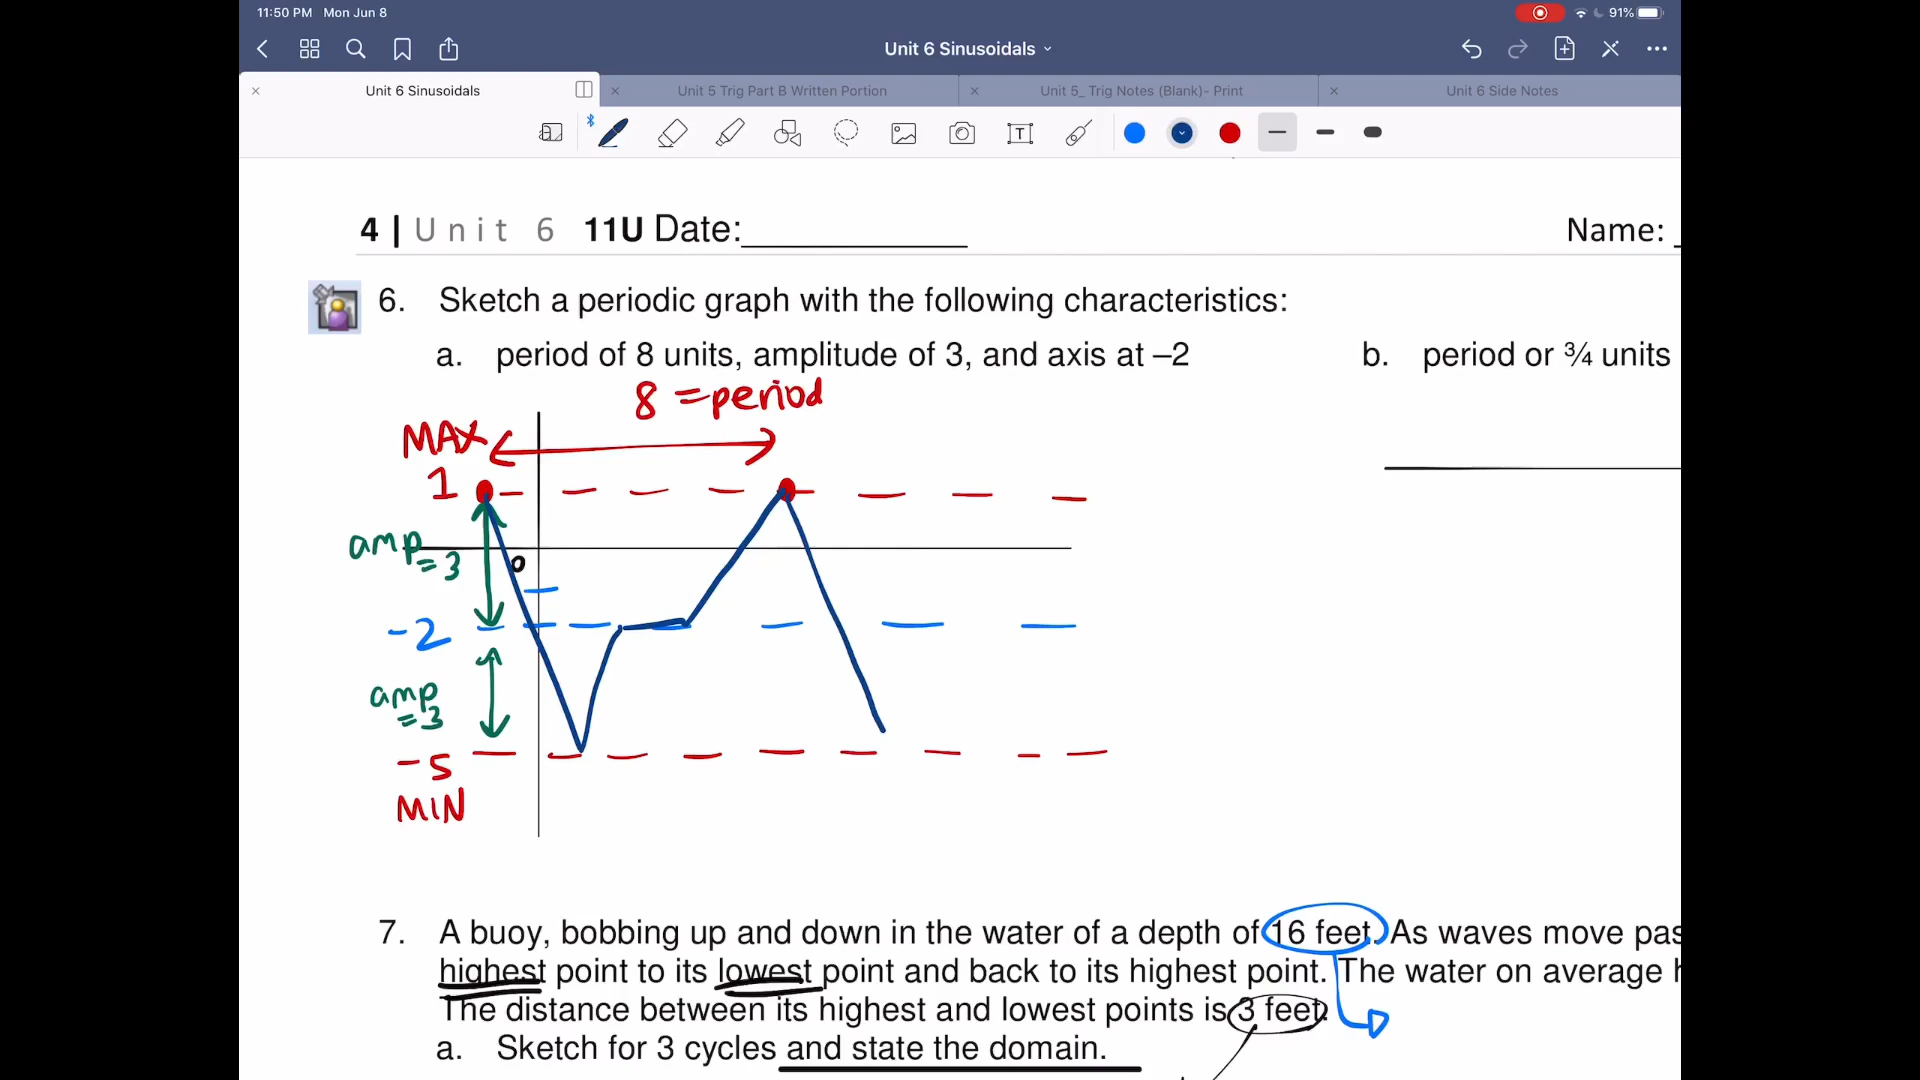 11:50 PM Mon Jun 8
91%
Unit 6 Sinusoidals
Unit 6 Sinusoidals
Unit 5 Trig Part B Written Portion
Unit 5_ Trig Notes (Blank)- Print
Unit 6 Side Notes
4 | Unit 6 11U Date:____________ Name: _
6. Sketch a periodic graph with the following characteristics:
a. period of 8 units, amplitude of 3, and axis at –2
b. period or ¾ units
8 = period
MAX
1
amp
= 3
0
-2
amp
= 3
-5
MIN
7. A buoy, bobbing up and down in the water of a depth of 16 feet. As waves move pas
highest point to its lowest point and back to its highest point. The water on average h
The distance between its highest and lowest points is 3 feet.
a. Sketch for 3 cycles and state the domain.